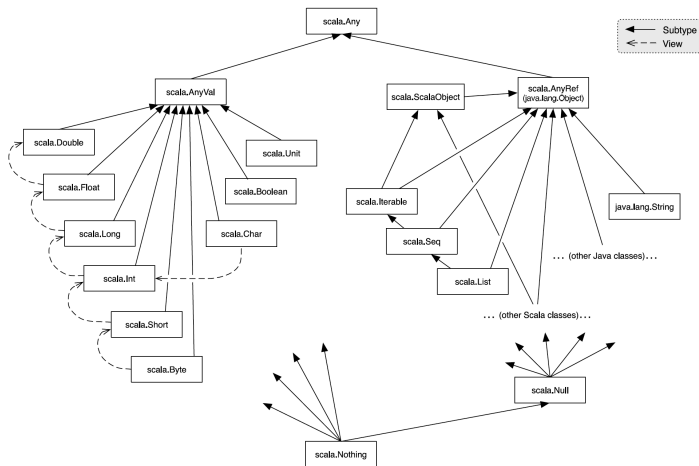 scala.Any
Subtype
View
scala.AnyVal
scala.ScalaObject
scala.AnyRef
(java.lang.Object)
scala.Double
scala.Unit
scala.Float
scala.Boolean
scala.Iterable
java.lang.String
scala.Long
scala.Char
scala.Seq
... (other Java classes)...
scala.Int
scala.List
scala.Short
... (other Scala classes)...
scala.Byte
scala.Null
scala.Nothing